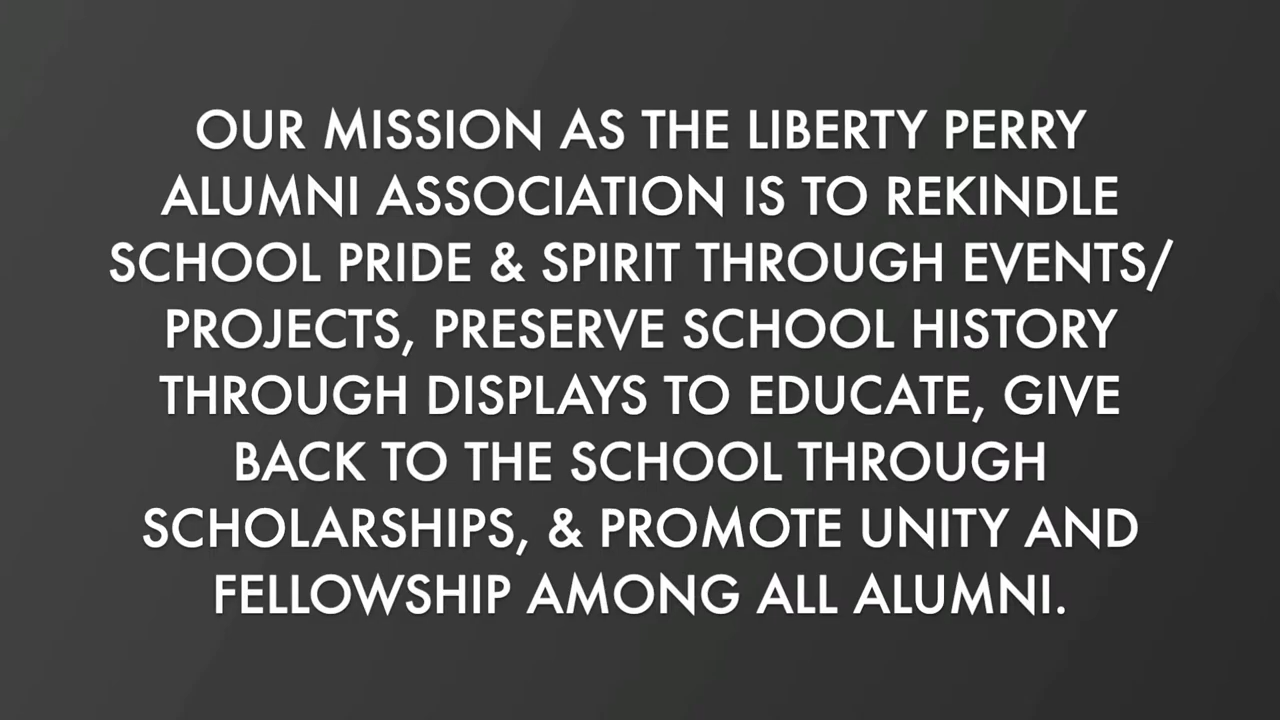 OUR MISSION AS THE LIBERTY PERRY
ALUMNI ASSOCIATION IS TO REKINDLE
SCHOOL PRIDE & SPIRIT THROUGH EVENTS/
PROJECTS, PRESERVE SCHOOL HISTORY
THROUGH DISPLAYS TO EDUCATE, GIVE
BACK TO THE SCHOOL THROUGH
SCHOLARSHIPS, & PROMOTE UNITY AND
FELLOWSHIP AMONG ALL ALUMNI.